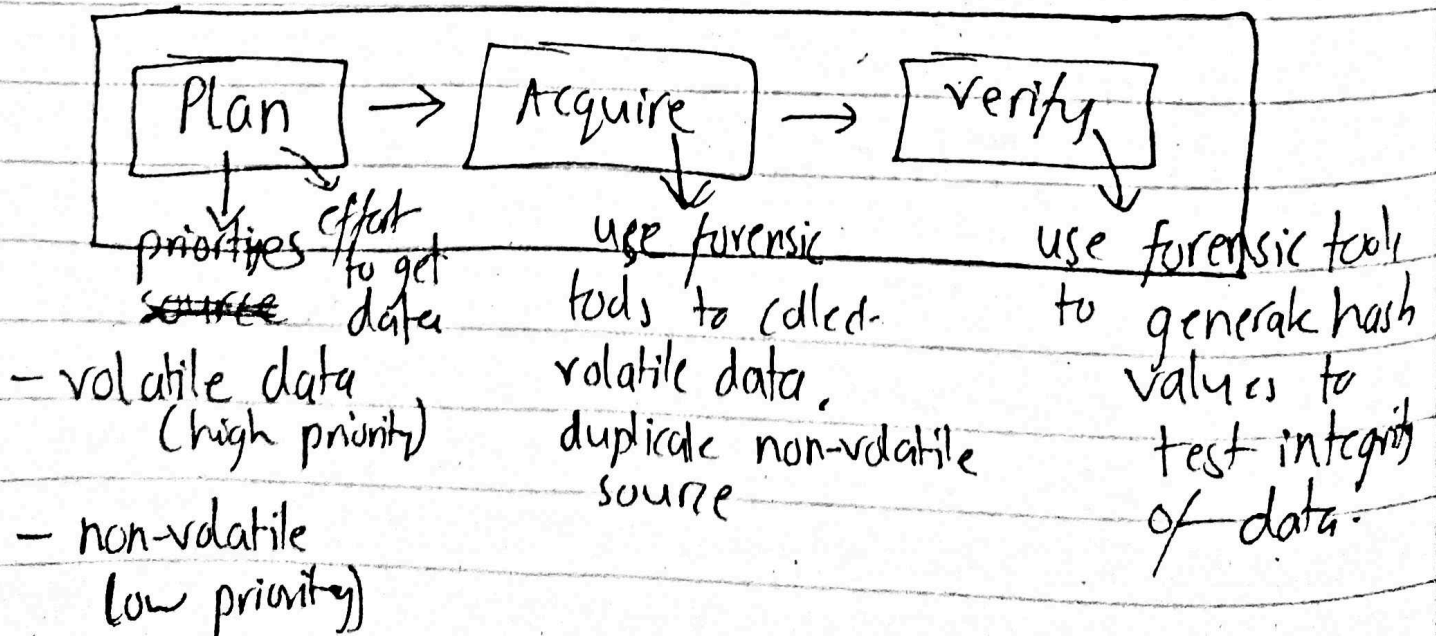 Plan → Acquire → Verify
priortizes
source
effort
to get
data
- volatile data
(high priority)
- non-volatile
(low priority)
use forensic
tools to collect
volatile data,
duplicate non-volatile
source
use forensic tools
to generate hash
values to
test integrity
of data.